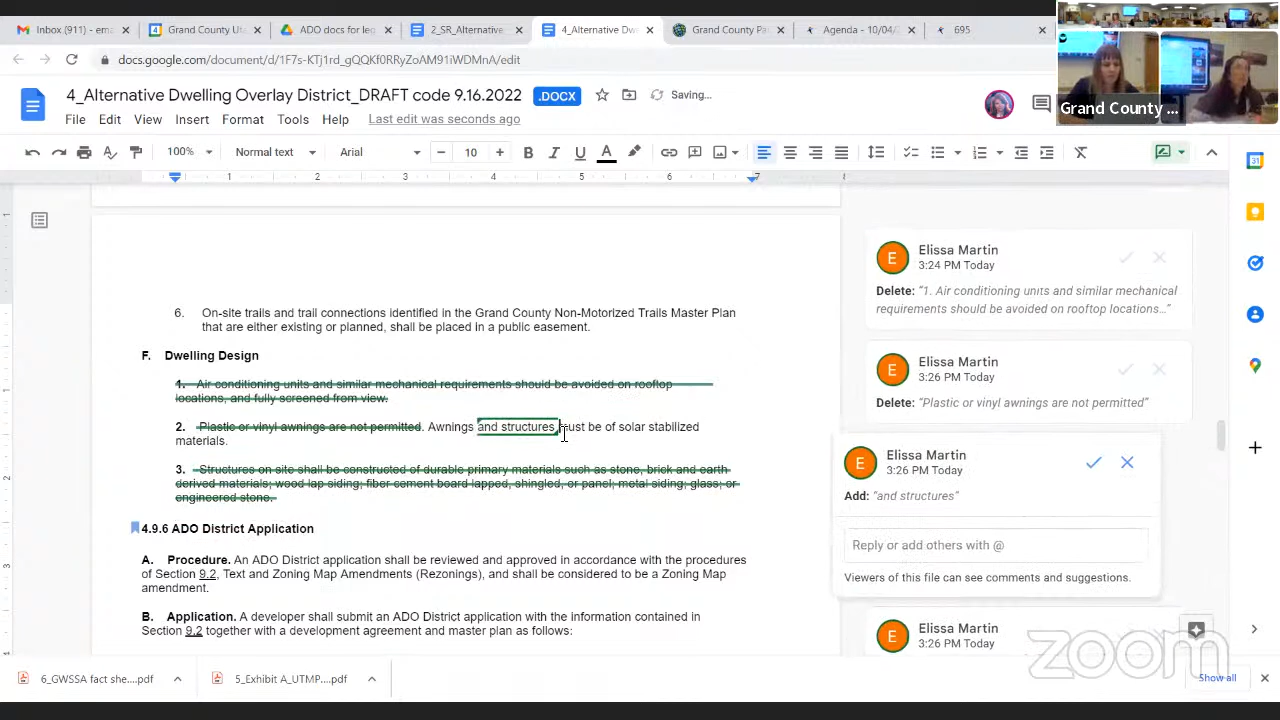 Inbox (911) - em
Grand County Ut
ADO docs folde
2_SR_Alternative
4_Alternative Dw
Grand County Pa
Agenda - 10/04/
695
docs.google.com/document/d/1F7s-KTj1rd_gQQKFtRyZoAM91iWDMnA/edit
4_Alternative Dwelling Overlay District_DRAFT code 9.16.2022 .DOCX Saving...
File Edit View Insert Format Tools Help Last edit was seconds ago
Grand County ...
100% Normal text Arial 10
1 2 3 4 5 6 7
6. On-site trails and trail connections identified in the Grand County Non-Motorized Trails Master Plan
that are either existing or planned, shall be placed in a public easement.
F. Dwelling Design
1. Air conditioning units and similar mechanical requirements should be avoided on rooftop
locations, and fully screened from view.
2. Plastic or vinyl awnings are not permitted. Awnings and structures must be of solar stabilized
materials.
3. Structures on site shall be constructed of durable primary materials such as stone, brick and earth
derived materials; wood lap siding; fiber cement board lapped, shingled, or panel; metal siding; glass; or
engineered stone.
4.9.6 ADO District Application
A. Procedure. An ADO District application shall be reviewed and approved in accordance with the procedures
of Section 9.2, Text and Zoning Map Amendments (Rezonings), and shall be considered to be a Zoning Map
amendment.
B. Application. A developer shall submit an ADO District application with the information contained in
Section 9.2 together with a development agreement and master plan as follows:
E
Elissa Martin
3:24 PM Today
Delete: "1. Air conditioning units and similar mechanical
requirements should be avoided on rooftop locations..."
E
Elissa Martin
3:26 PM Today
Delete: "Plastic or vinyl awnings are not permitted"
E
Elissa Martin
3:26 PM Today
Add: "and structures"
Reply or add others with @
Viewers of this file can see comments and suggestions.
E
Elissa Martin
3:26 PM Today
zoom
6_GWSSA fact she....pdf
5_Exhibit A_UTMP....pdf
Show all